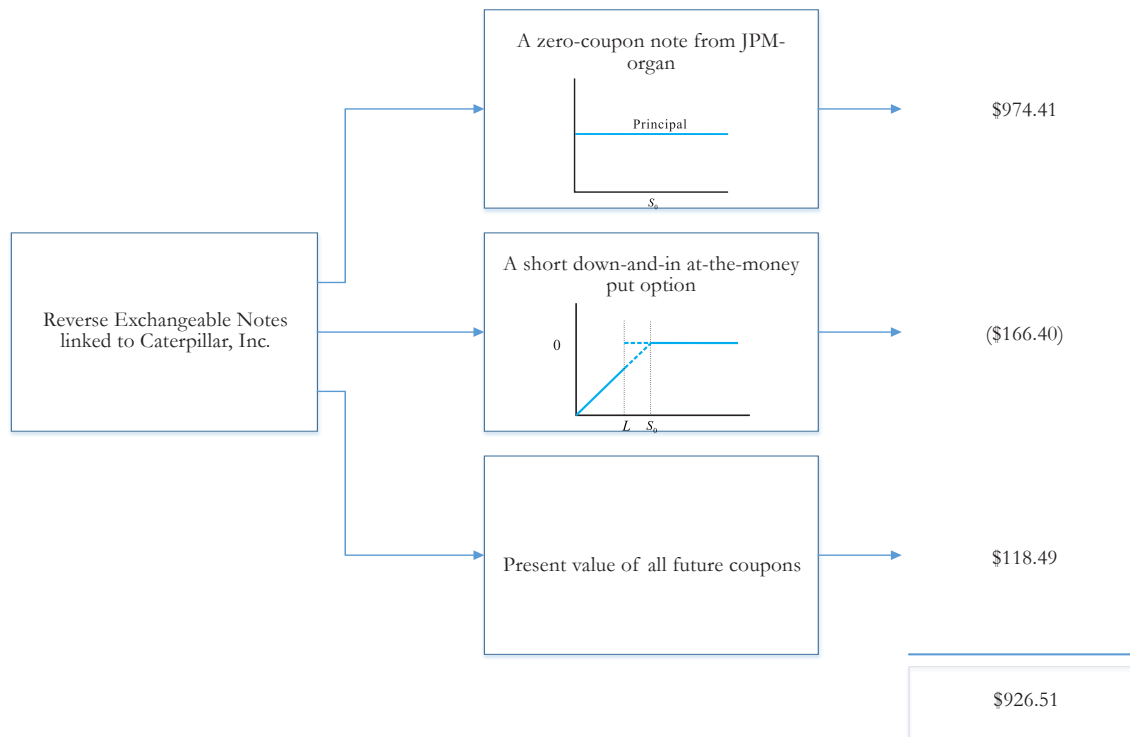 A zero-coupon note from JPM-
organ
Principal
S₀
$974.41
Reverse Exchangeable Notes
linked to Caterpillar, Inc.
A short down-and-in at-the-money
put option
0
L S₀
($166.40)
Present value of all future coupons
$118.49
$926.51